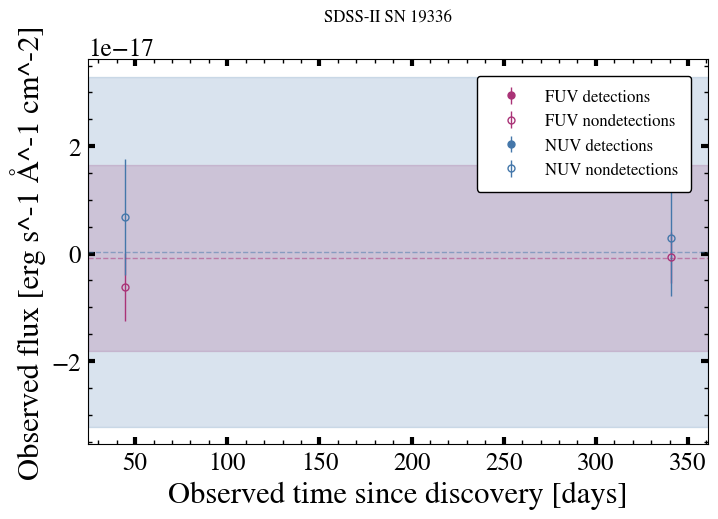 SDSS-II SN 19336
1e−17
Observed flux [erg s^-1 Å^-1 cm^-2]
2
0
−2
FUV detections
FUV nondetections
NUV detections
NUV nondetections
50 100 150 200 250 300 350
Observed time since discovery [days]